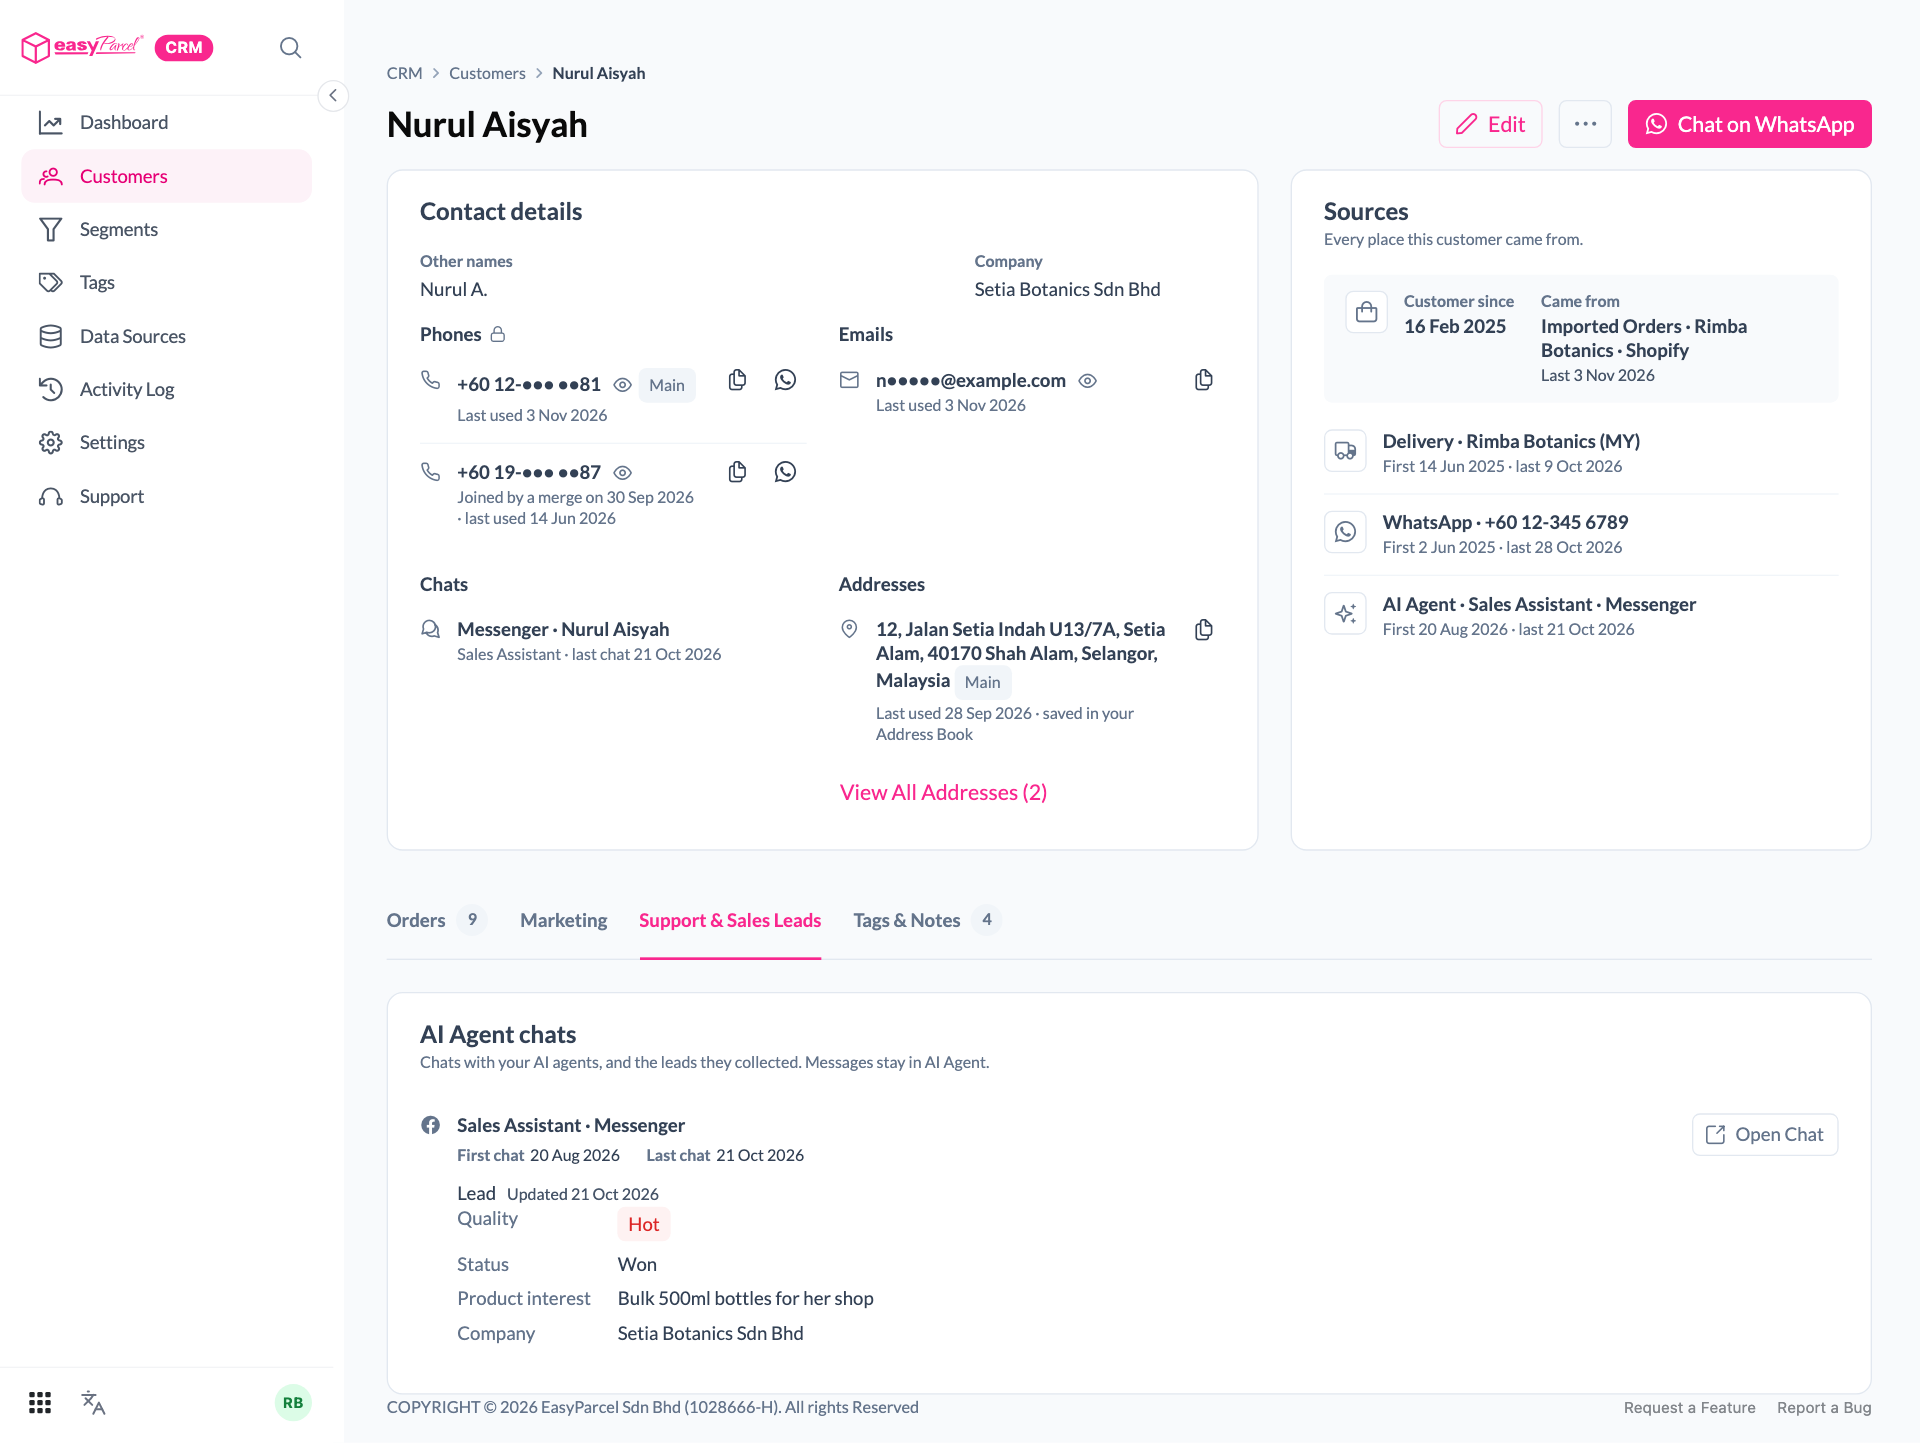 easyParcel CRM
Dashboard
Customers
Segments
Tags
Data Sources
Activity Log
Settings
Support
RB
CRM > Customers > Nurul Aisyah
Nurul Aisyah
Edit
Chat on WhatsApp
Contact details
Other names
Nurul A.
Company
Setia Botanics Sdn Bhd
Phones
+60 12-●●● ●●81 Main
Last used 3 Nov 2026
+60 19-●●● ●●87
Joined by a merge on 30 Sep 2026
· last used 14 Jun 2026
Emails
n●●●●●@example.com
Last used 3 Nov 2026
Chats
Messenger · Nurul Aisyah
Sales Assistant · last chat 21 Oct 2026
Addresses
12, Jalan Setia Indah U13/7A, Setia
Alam, 40170 Shah Alam, Selangor,
Malaysia Main
Last used 28 Sep 2026 · saved in your
Address Book
View All Addresses (2)
Sources
Every place this customer came from.
Customer since
16 Feb 2025
Came from
Imported Orders · Rimba
Botanics · Shopify
Last 3 Nov 2026
Delivery · Rimba Botanics (MY)
First 14 Jun 2025 · last 9 Oct 2026
WhatsApp · +60 12-345 6789
First 2 Jun 2025 · last 28 Oct 2026
AI Agent · Sales Assistant · Messenger
First 20 Aug 2026 · last 21 Oct 2026
Orders 9 Marketing Support & Sales Leads Tags & Notes 4
AI Agent chats
Chats with your AI agents, and the leads they collected. Messages stay in AI Agent.
Sales Assistant · Messenger
First chat 20 Aug 2026 Last chat 21 Oct 2026
Open Chat
Lead Updated 21 Oct 2026
Quality Hot
Status Won
Product interest Bulk 500ml bottles for her shop
Company Setia Botanics Sdn Bhd
COPYRIGHT © 2026 EasyParcel Sdn Bhd (1028666-H). All rights Reserved
Request a Feature Report a Bug